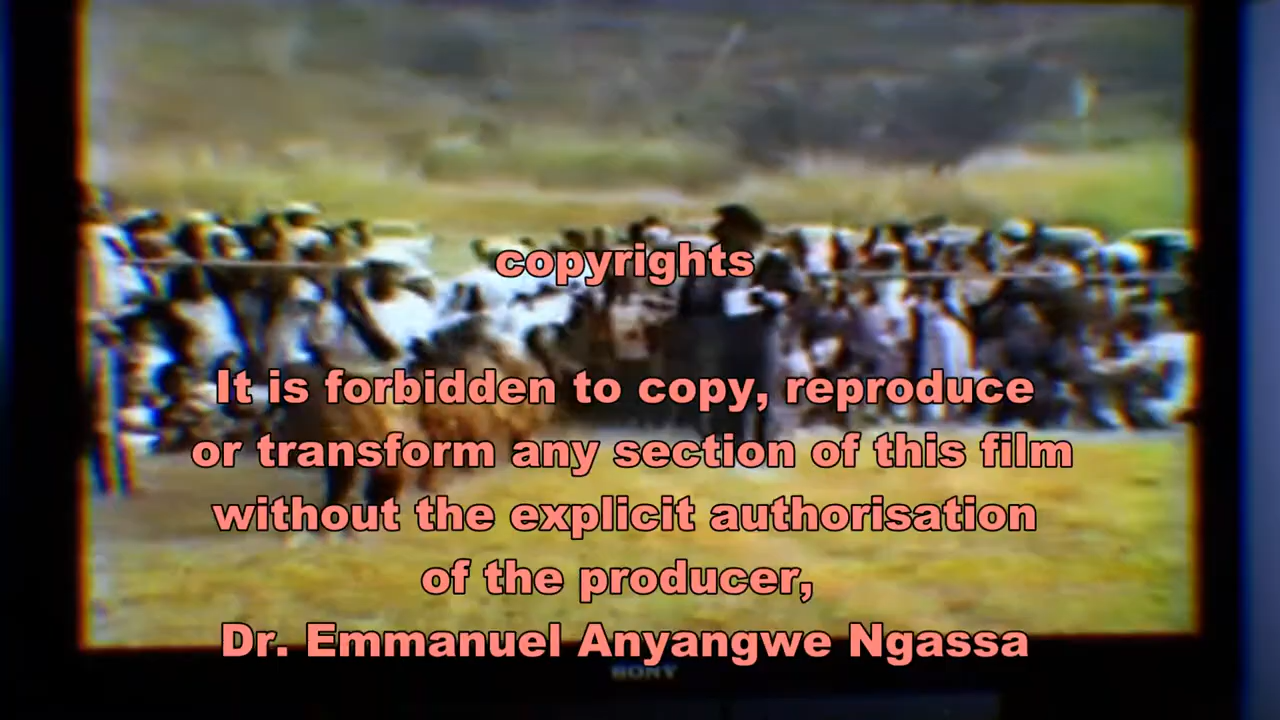 copyrights
It is forbidden to copy, reproduce
or transform any section of this film
without the explicit authorisation
of the producer,
Dr. Emmanuel Anyangwe Ngassa
SONY